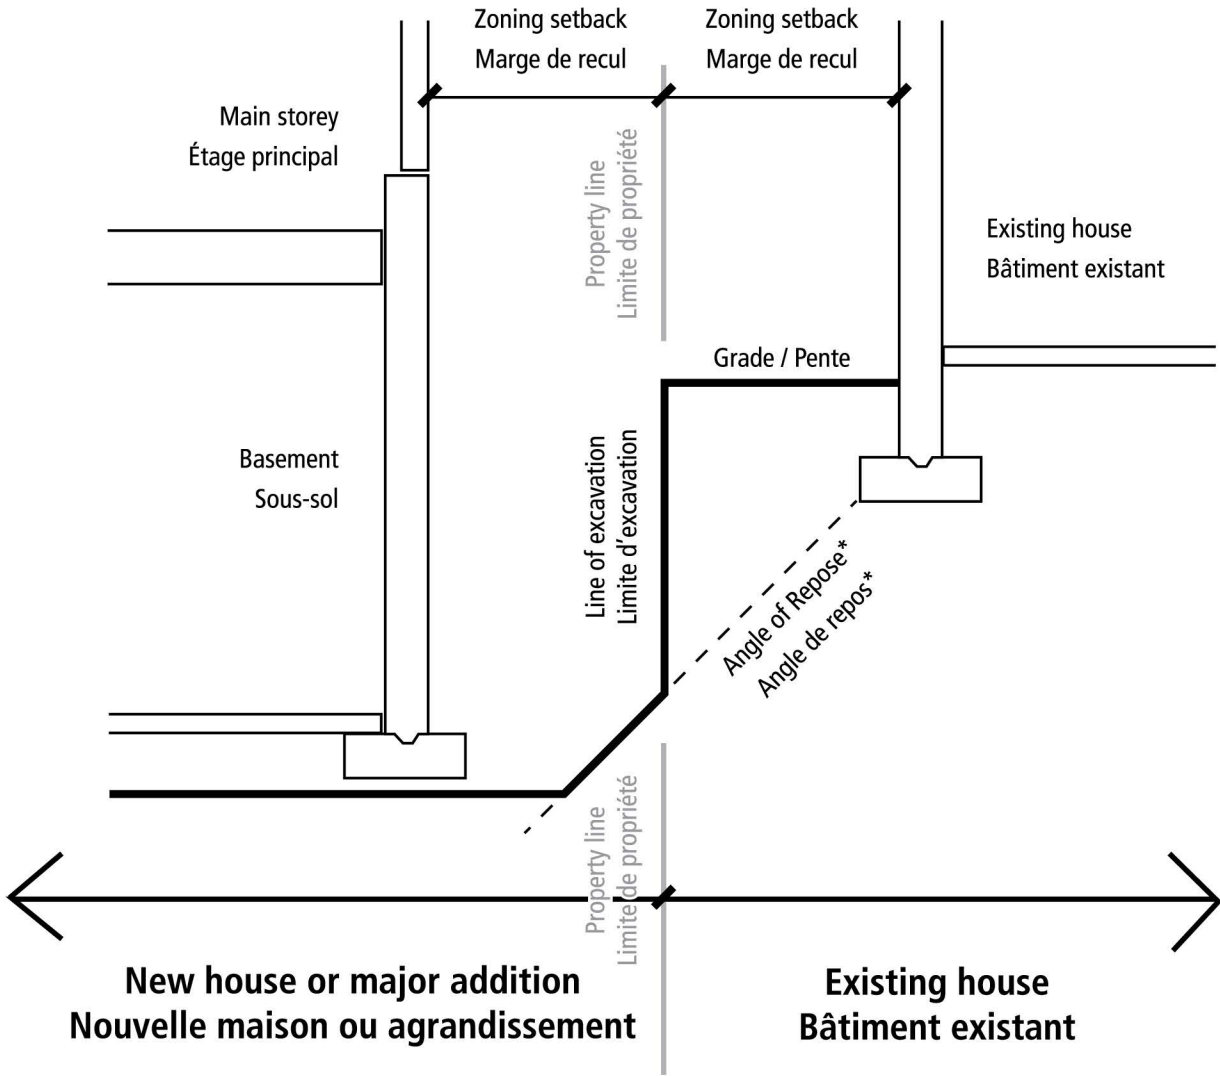 Zoning setback
Marge de recul
Zoning setback
Marge de recul
Main storey
Étage principal
Property line
Limite de propriété
Existing house
Bâtiment existant
Grade / Pente
Basement
Sous-sol
Line of excavation
Limite d'excavation
Angle of Repose*
Angle de repos*
Property line
Limite de propriété
New house or major addition
Nouvelle maison ou agrandissement
Existing house
Bâtiment existant